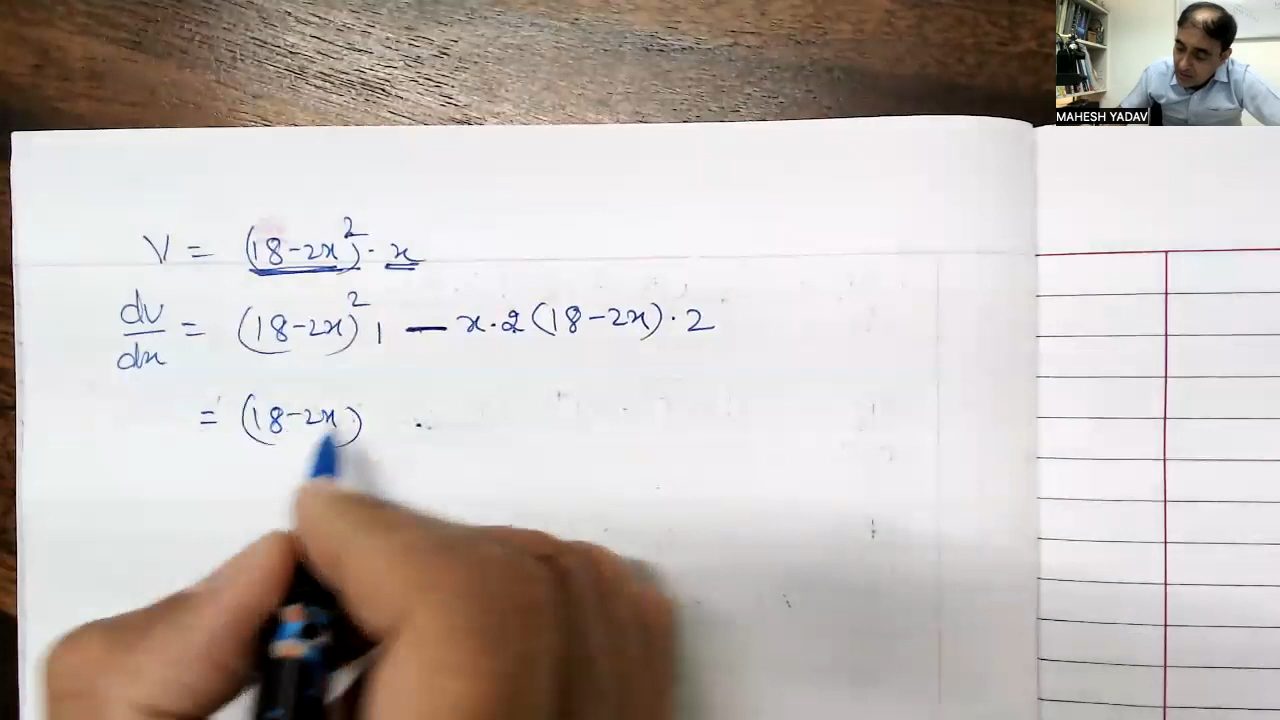 MAHESH YADAV
V = (18-2x)² · x
dv/dx = (18-2x)² 1 — x·2(18-2x)·2
= (18-2x)